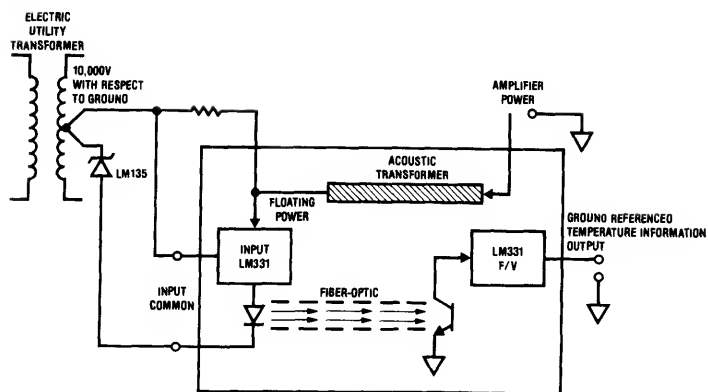 ELECTRIC
UTILITY
TRANSFORMER
10,000V
WITH RESPECT
TO GROUND
LM135
AMPLIFIER
POWER
ACOUSTIC
TRANSFORMER
FLOATING
POWER
INPUT
LM331
INPUT
COMMON
FIBER-OPTIC
LM331
F/V
GROUND REFERENCED
TEMPERATURE INFORMATION
OUTPUT